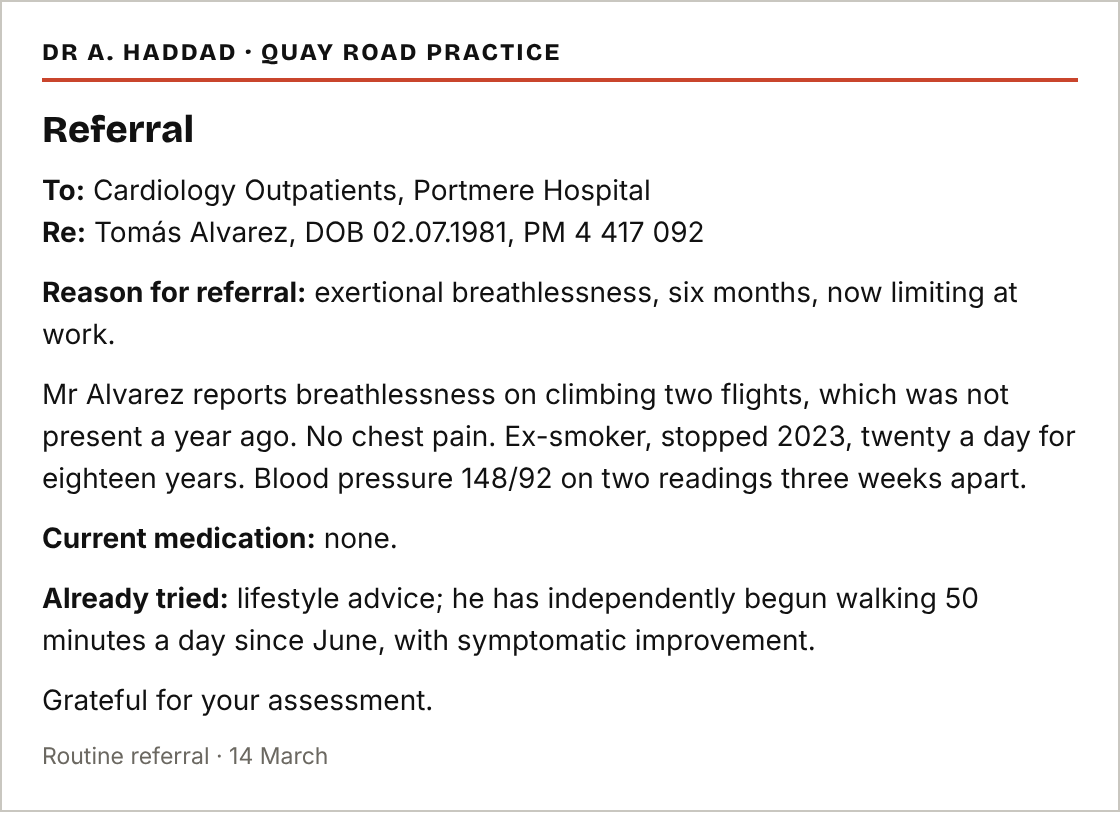 DR A. HADDAD · QUAY ROAD PRACTICE
Referral
To: Cardiology Outpatients, Portmere Hospital
Re: Tomás Alvarez, DOB 02.07.1981, PM 4 417 092
Reason for referral: exertional breathlessness, six months, now limiting at
work.
Mr Alvarez reports breathlessness on climbing two flights, which was not
present a year ago. No chest pain. Ex-smoker, stopped 2023, twenty a day for
eighteen years. Blood pressure 148/92 on two readings three weeks apart.
Current medication: none.
Already tried: lifestyle advice; he has independently begun walking 50
minutes a day since June, with symptomatic improvement.
Grateful for your assessment.
Routine referral · 14 March